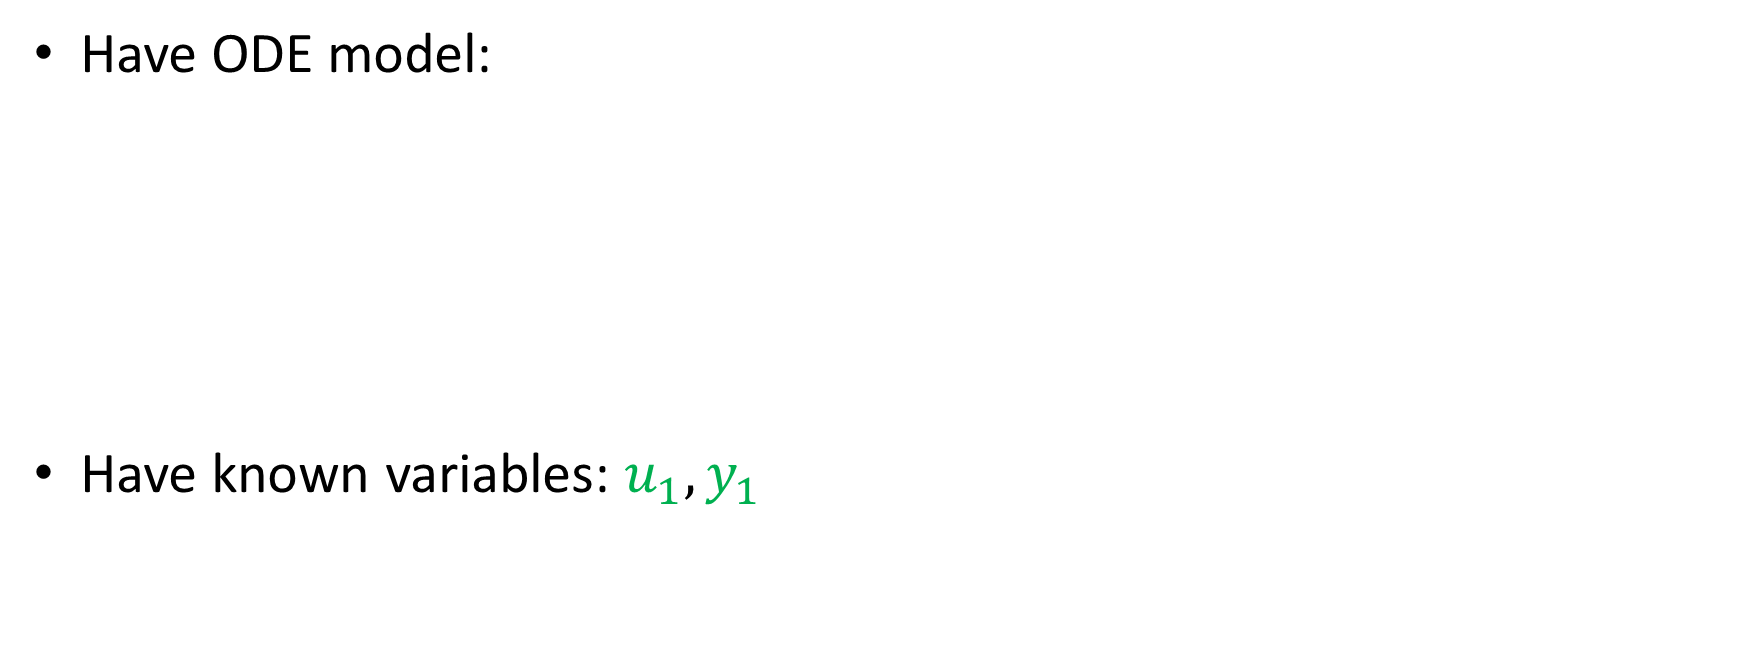 • Have ODE model:
• Have known variables: u₁, y₁